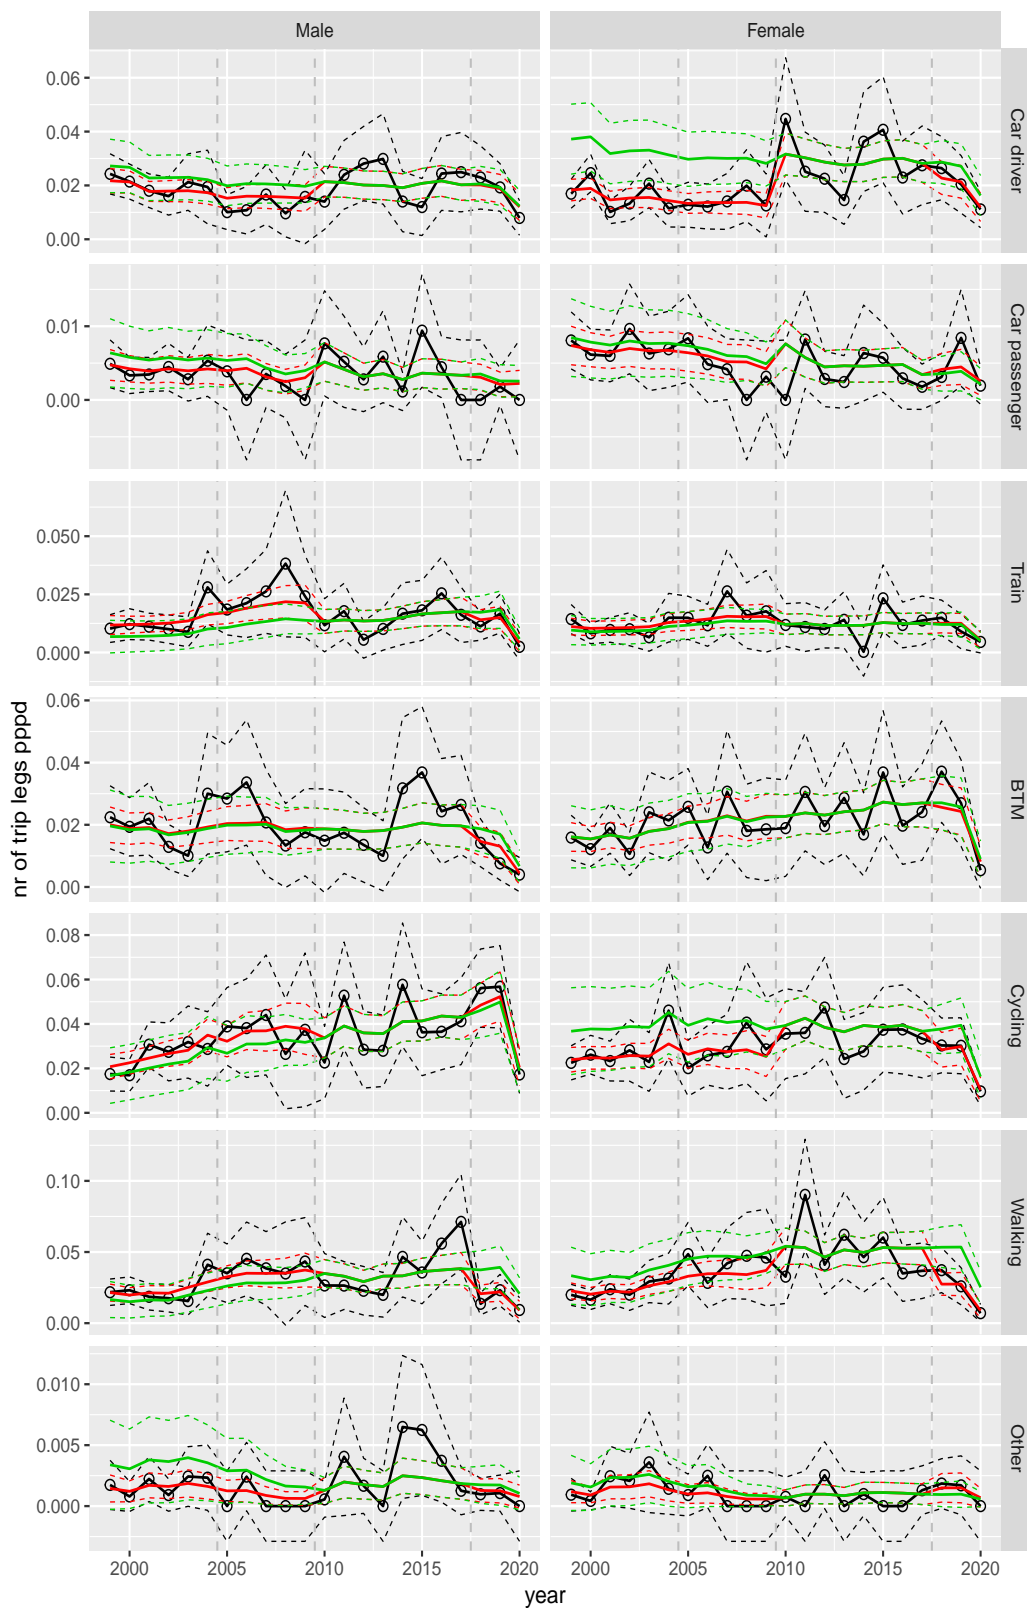 Male
Female
0.06
0.04
0.02
0.00
Car driver
0.01
0.00
Car passenger
0.050
0.025
0.000
Train
0.06
0.04
0.02
0.00
BTM
0.08
0.06
0.04
0.02
0.00
Cycling
0.10
0.05
0.00
Walking
0.010
0.005
0.000
Other
nr of trip legs pppd
2000 2005 2010 2015 2020 2000 2005 2010 2015 2020
year